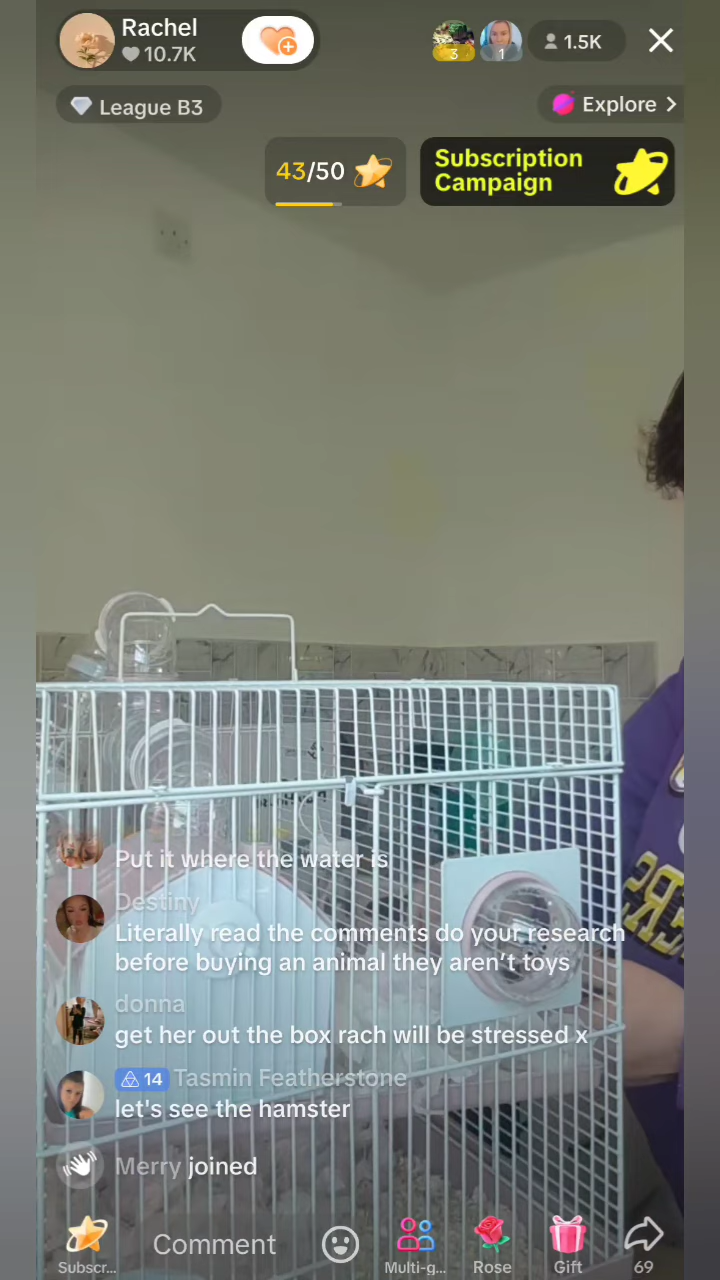 Rachel
10.7K
3
1
1.5K
League B3
Explore
43/50
Subscription
Campaign
Put it where the water is
Destiny
Literally read the comments do your research
before buying an animal they aren't toys
donna
get her out the box rach will be stressed x
14 Tasmin Featherstone
let's see the hamster
Merry joined
Comment
Subscr...
Multi-g...
Rose
Gift
69